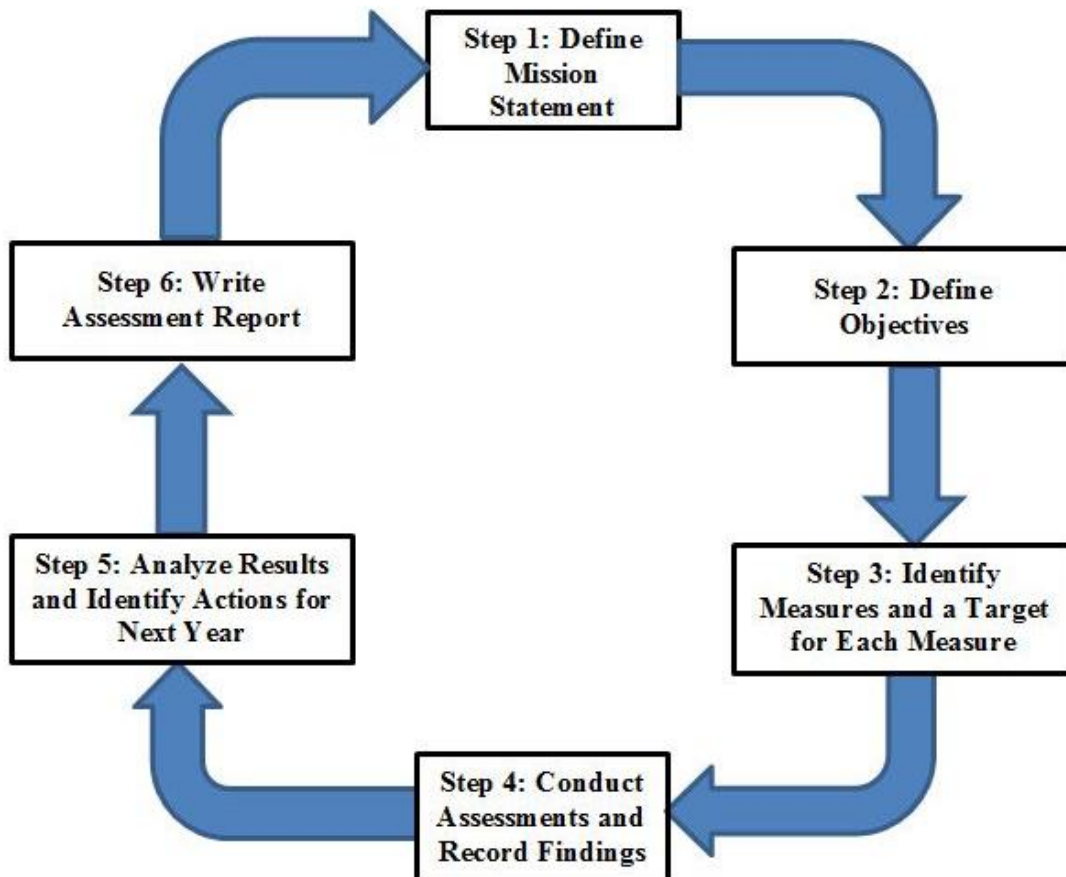 Step 1: Define
Mission
Statement
Step 2: Define
Objectives
Step 3: Identify
Measures and a Target
for Each Measure
Step 4: Conduct
Assessments and
Record Findings
Step 5: Analyze Results
and Identify Actions for
Next Year
Step 6: Write
Assessment Report